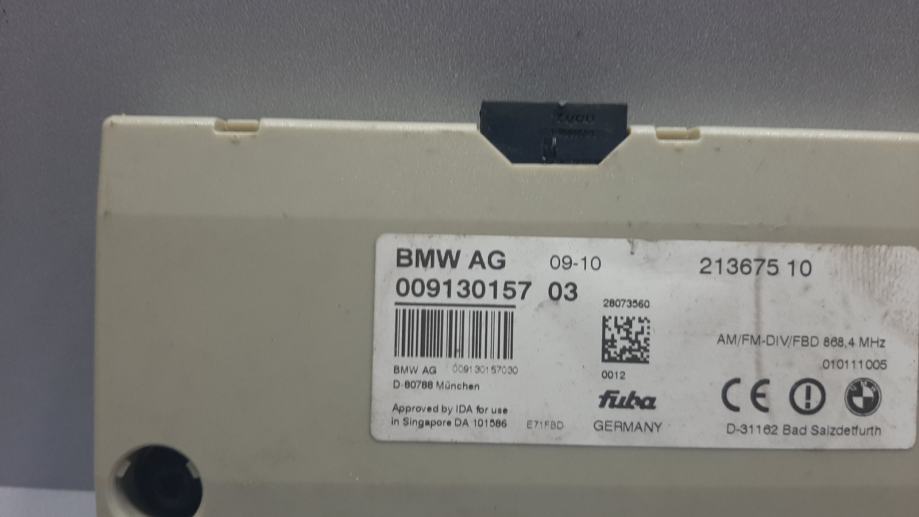 BMW AG 09-10 213675 10
009130157 03
28073560
AM/FM-DIV/FBD 868,4 MHz
010111005
BMW AG 009130157030
0012
D-80788 München
fuba
Approved by IDA for use
in Singapore DA 101586 E71FBD
GERMANY
D-31162 Bad Salzdetfurth
CE
BMW